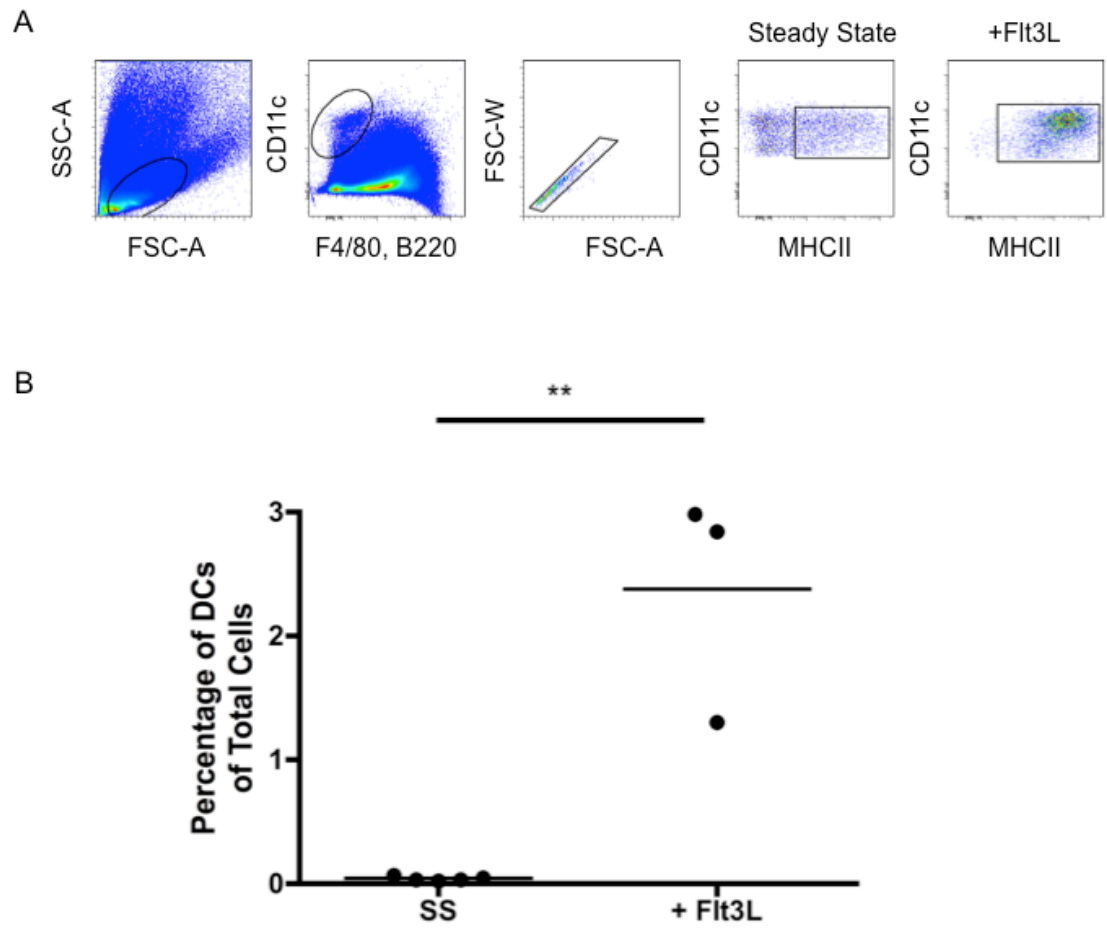 A
Steady State
+Flt3L
SSC-A
CD11c
FSC-W
CD11c
CD11c
FSC-A
F4/80, B220
FSC-A
MHCII
MHCII
B
**
Percentage of DCs
of Total Cells
3
2
1
0
SS
+ Flt3L